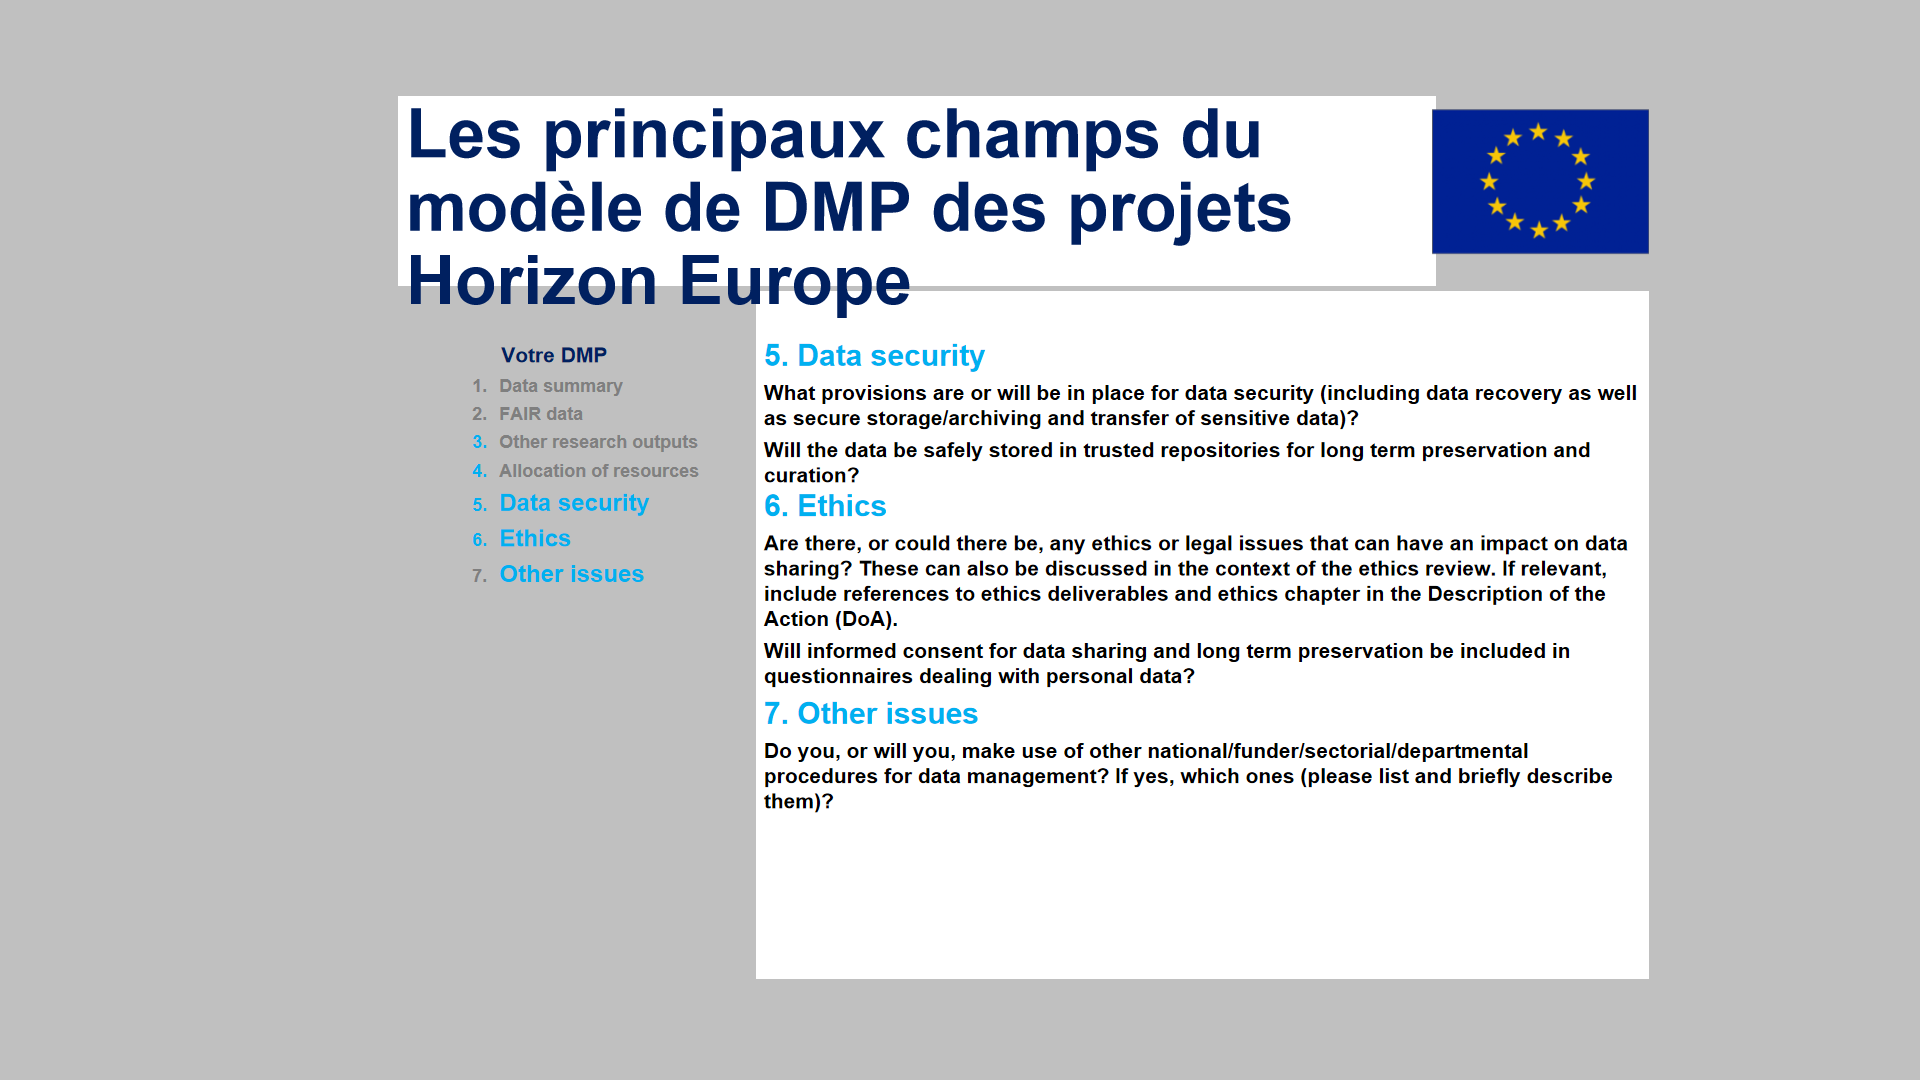 Les principaux champs du
modèle de DMP des projets
Horizon Europe
Votre DMP
1. Data summary
2. FAIR data
3. Other research outputs
4. Allocation of resources
5. Data security
6. Ethics
7. Other issues
5. Data security
What provisions are or will be in place for data security (including data recovery as well
as secure storage/archiving and transfer of sensitive data)?
Will the data be safely stored in trusted repositories for long term preservation and
curation?
6. Ethics
Are there, or could there be, any ethics or legal issues that can have an impact on data
sharing? These can also be discussed in the context of the ethics review. If relevant,
include references to ethics deliverables and ethics chapter in the Description of the
Action (DoA).
Will informed consent for data sharing and long term preservation be included in
questionnaires dealing with personal data?
7. Other issues
Do you, or will you, make use of other national/funder/sectorial/departmental
procedures for data management? If yes, which ones (please list and briefly describe
them)?